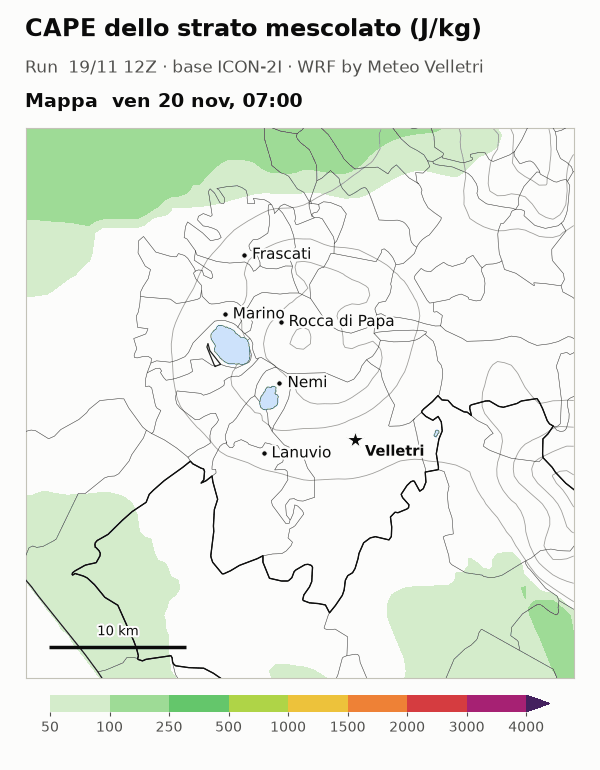 CAPE dello strato mescolato (J/kg)
Run  19/11 12Z · base ICON-2I · WRF by Meteo Velletri
Mappa  ven 20 nov, 07:00
Frascati
Marino
Rocca di Papa
Nemi
Lanuvio
Velletri
10 km
50 100 250 500 1000 1500 2000 3000 4000